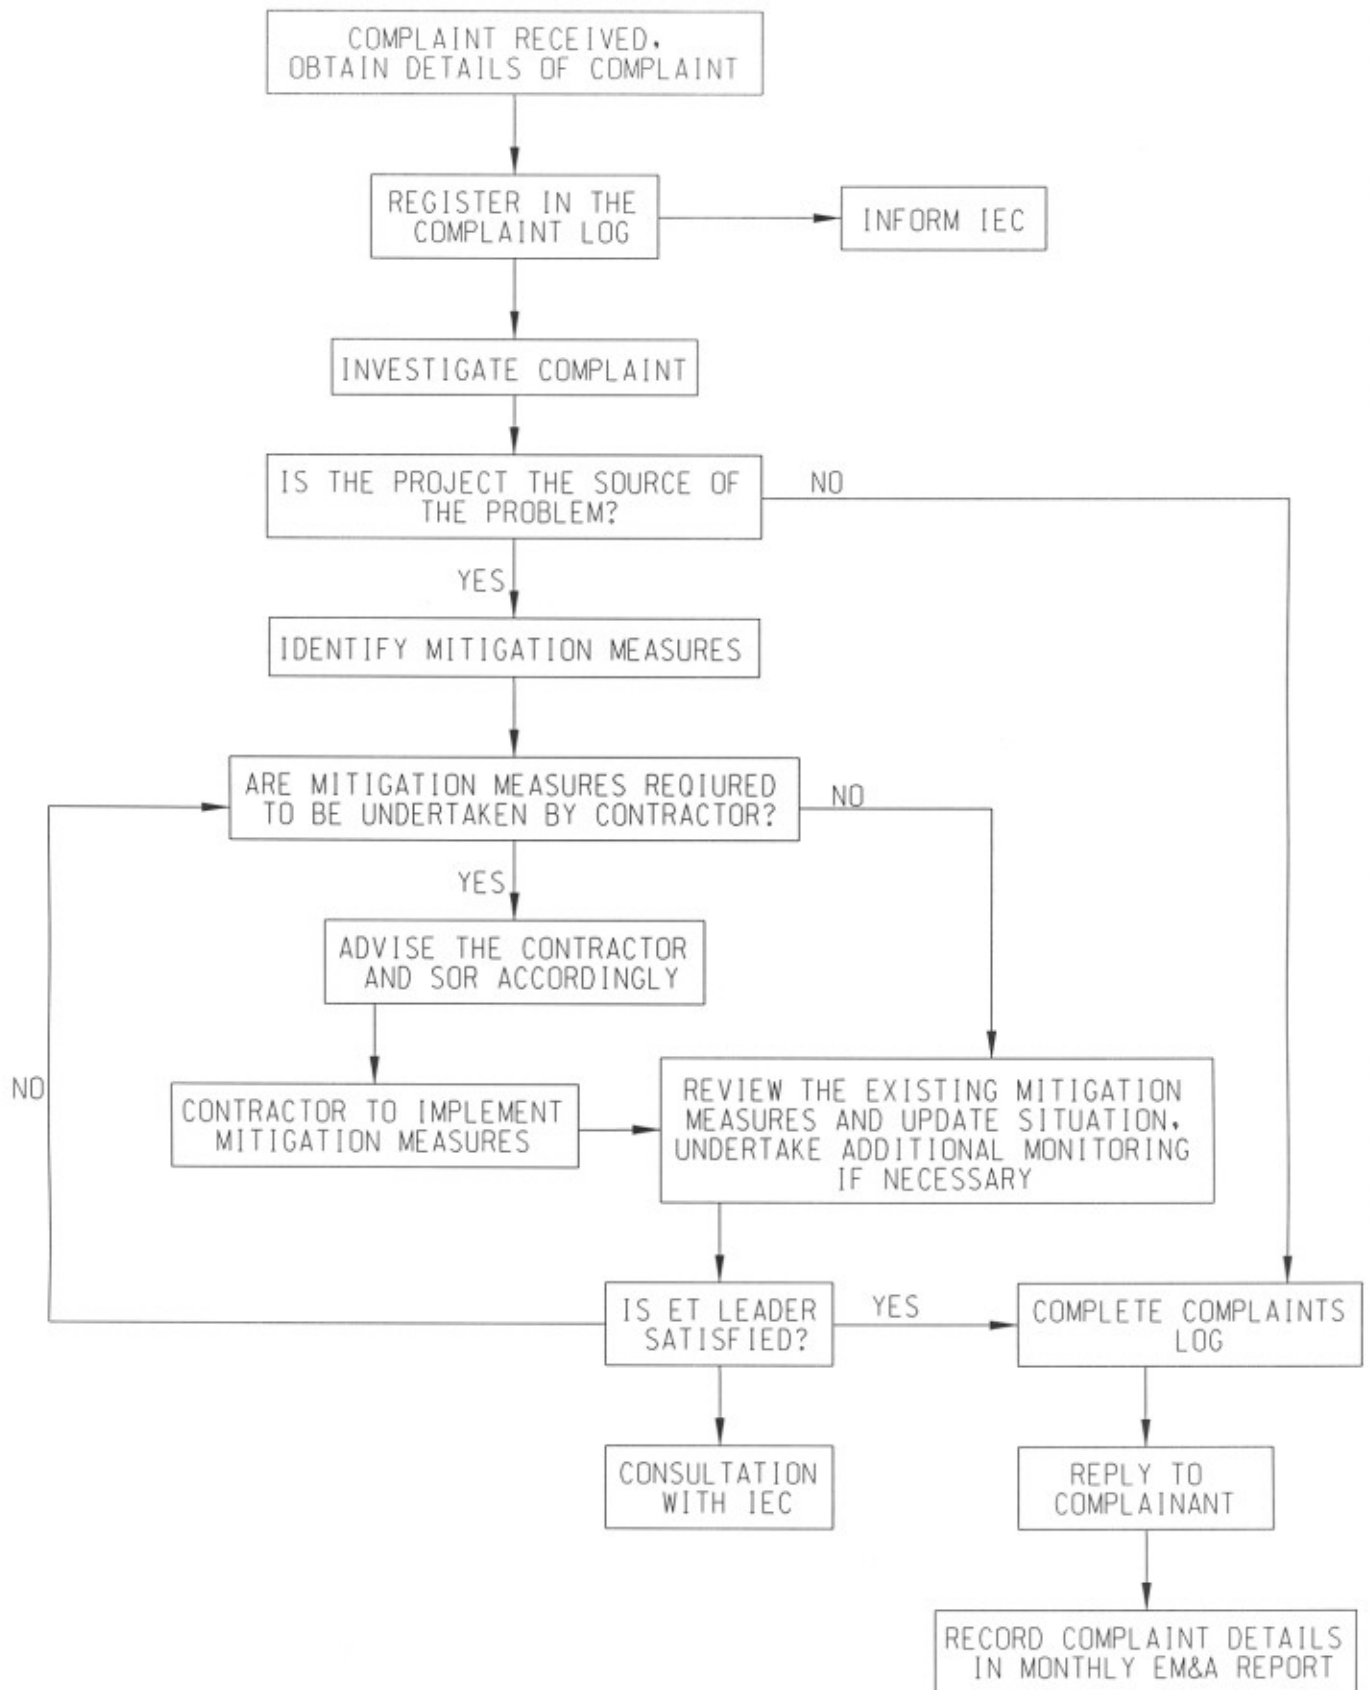 COMPLAINT RECEIVED,
OBTAIN DETAILS OF COMPLAINT
REGISTER IN THE
COMPLAINT LOG
INFORM IEC
INVESTIGATE COMPLAINT
IS THE PROJECT THE SOURCE OF
THE PROBLEM?
NO
YES
IDENTIFY MITIGATION MEASURES
ARE MITIGATION MEASURES REQIURED
TO BE UNDERTAKEN BY CONTRACTOR?
NO
YES
ADVISE THE CONTRACTOR
AND SOR ACCORDINGLY
NO
CONTRACTOR TO IMPLEMENT
MITIGATION MEASURES
REVIEW THE EXISTING MITIGATION
MEASURES AND UPDATE SITUATION,
UNDERTAKE ADDITIONAL MONITORING
IF NECESSARY
IS ET LEADER
SATISFIED?
YES
COMPLETE COMPLAINTS
LOG
CONSULTATION
WITH IEC
REPLY TO
COMPLAINANT
RECORD COMPLAINT DETAILS
IN MONTHLY EM&A REPORT